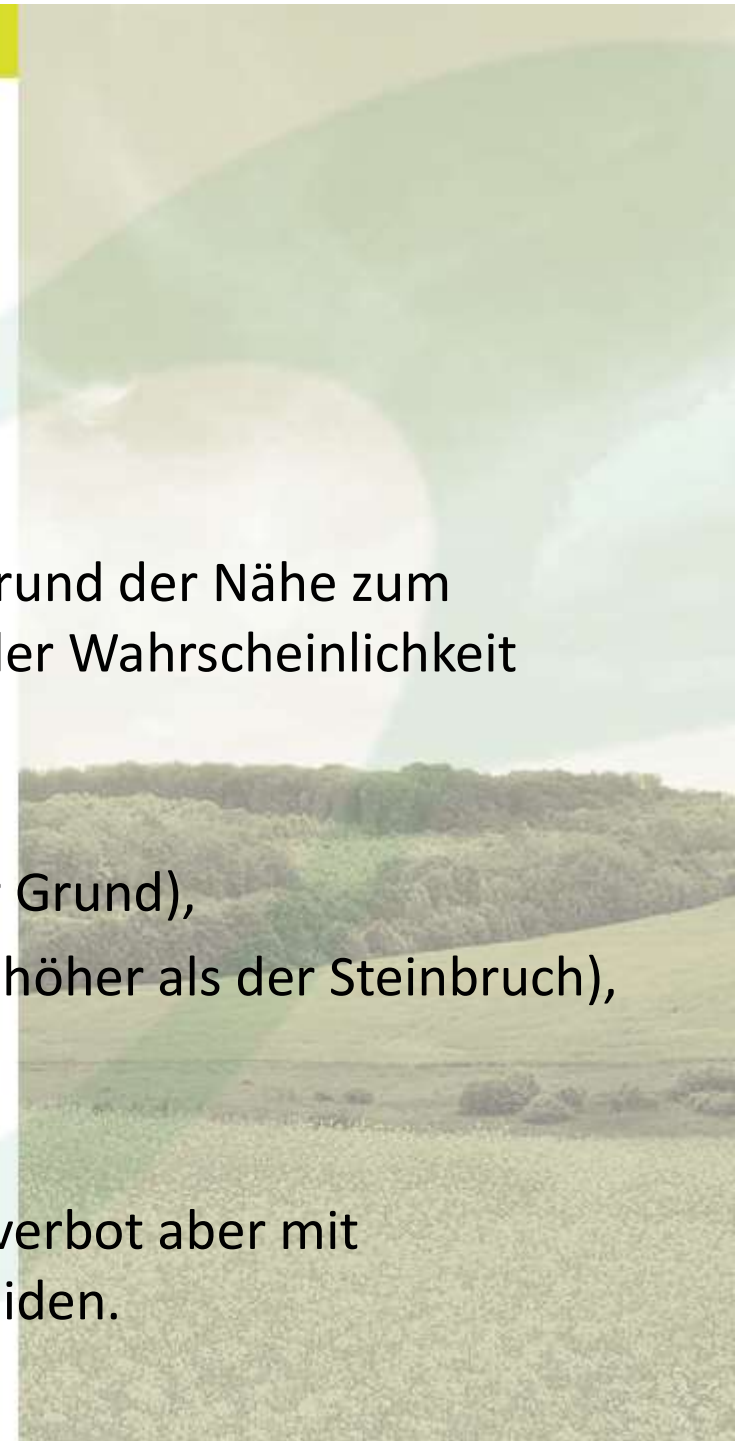 rund der Nähe zum
der Wahrscheinlichkeit
Grund),
höher als der Steinbruch),
verbot aber mit
iden.